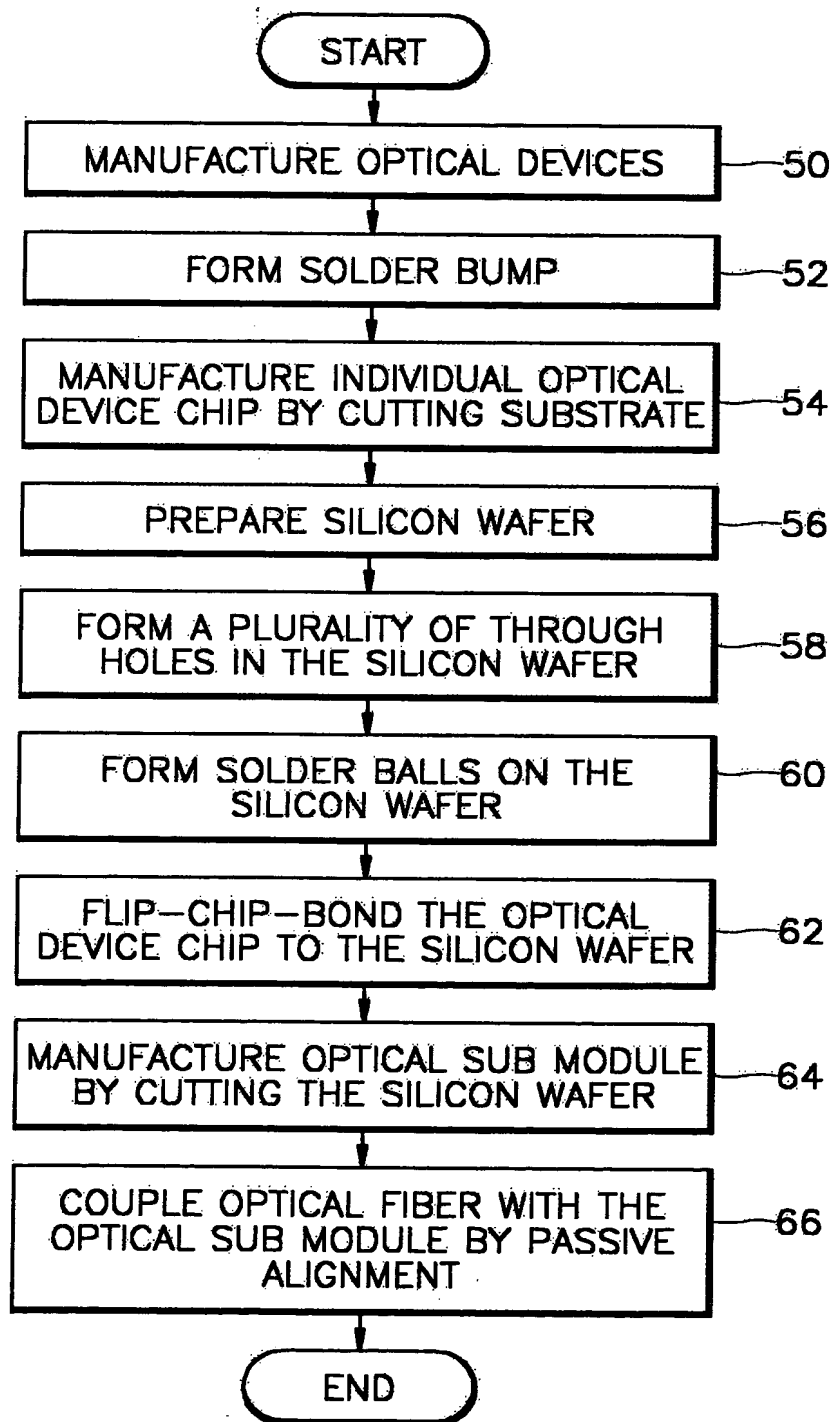 START
MANUFACTURE OPTICAL DEVICES
50
FORM SOLDER BUMP
52
MANUFACTURE INDIVIDUAL OPTICAL
DEVICE CHIP BY CUTTING SUBSTRATE
54
PREPARE SILICON WAFER
56
FORM A PLURALITY OF THROUGH
HOLES IN THE SILICON WAFER
58
FORM SOLDER BALLS ON THE
SILICON WAFER
60
FLIP-CHIP-BOND THE OPTICAL
DEVICE CHIP TO THE SILICON WAFER
62
MANUFACTURE OPTICAL SUB MODULE
BY CUTTING THE SILICON WAFER
64
COUPLE OPTICAL FIBER WITH THE
OPTICAL SUB MODULE BY PASSIVE
ALIGNMENT
66
END